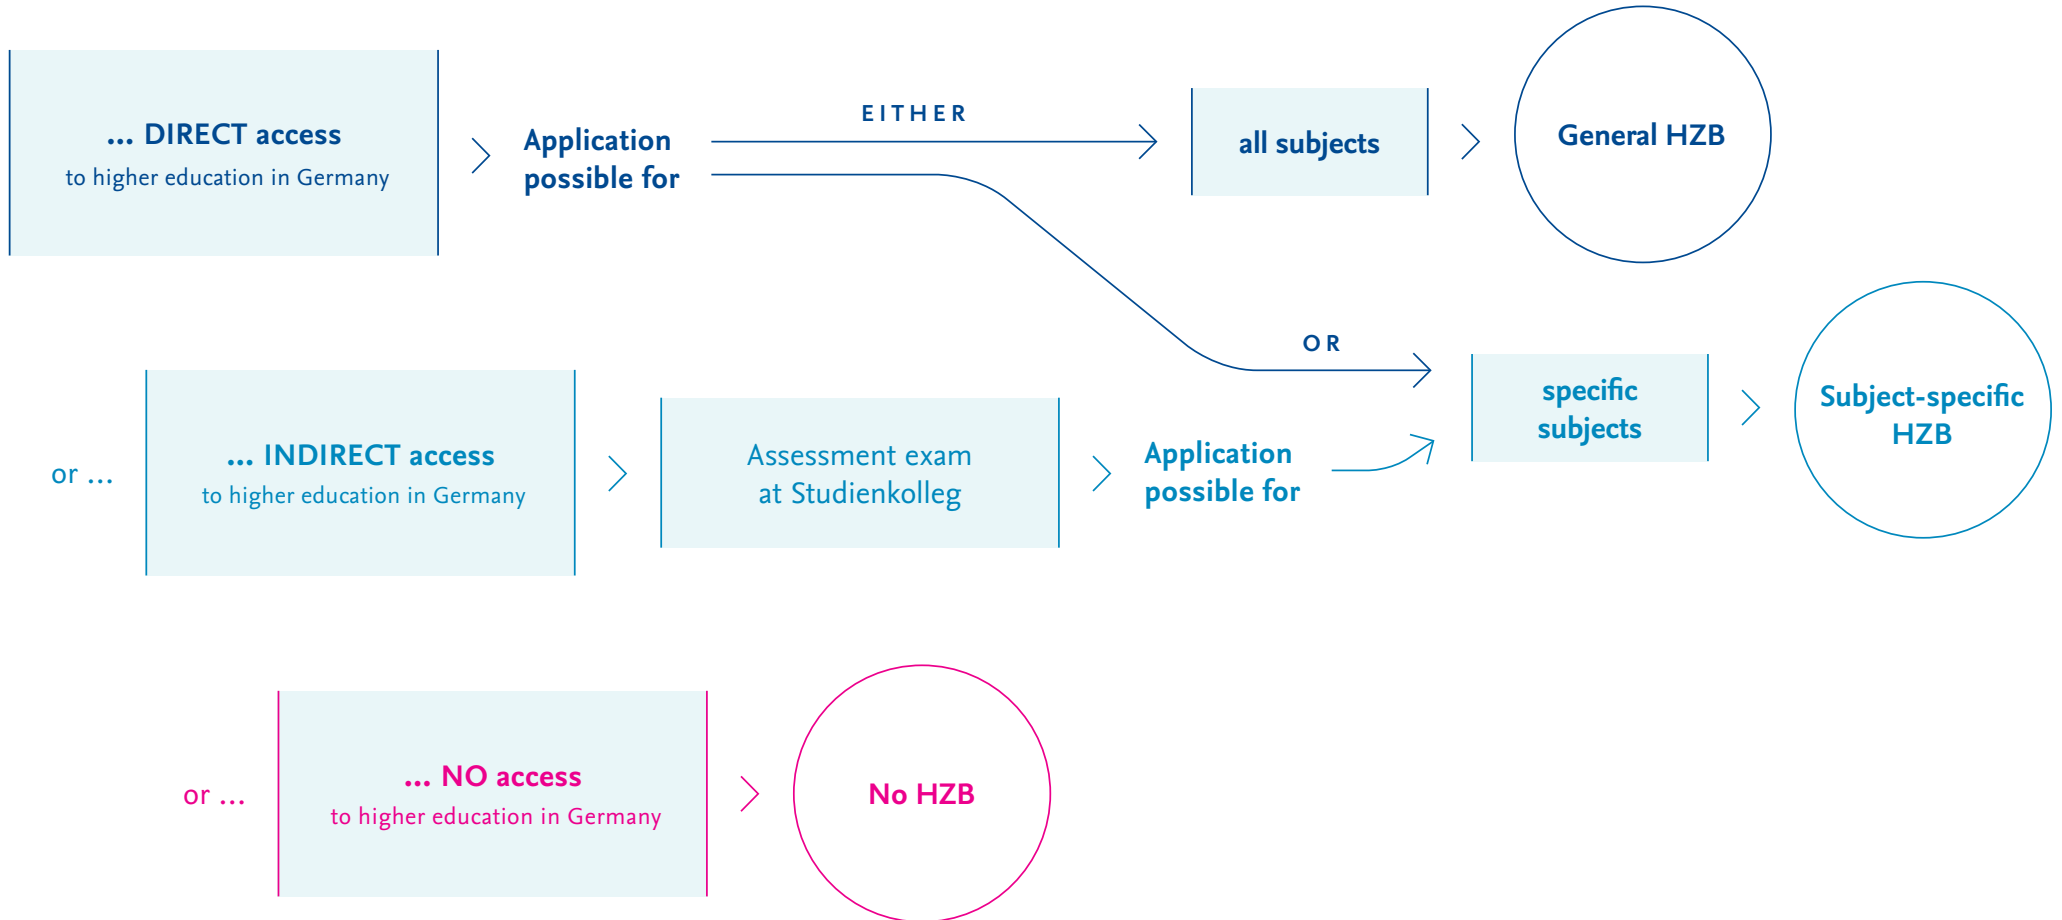 ... DIRECT access
to higher education in Germany
Application
possible for
EITHER
all subjects
General HZB
OR
specific
subjects
Subject-specific
HZB
or ...
... INDIRECT access
to higher education in Germany
Assessment exam
at Studienkolleg
Application
possible for
or ...
... NO access
to higher education in Germany
No HZB